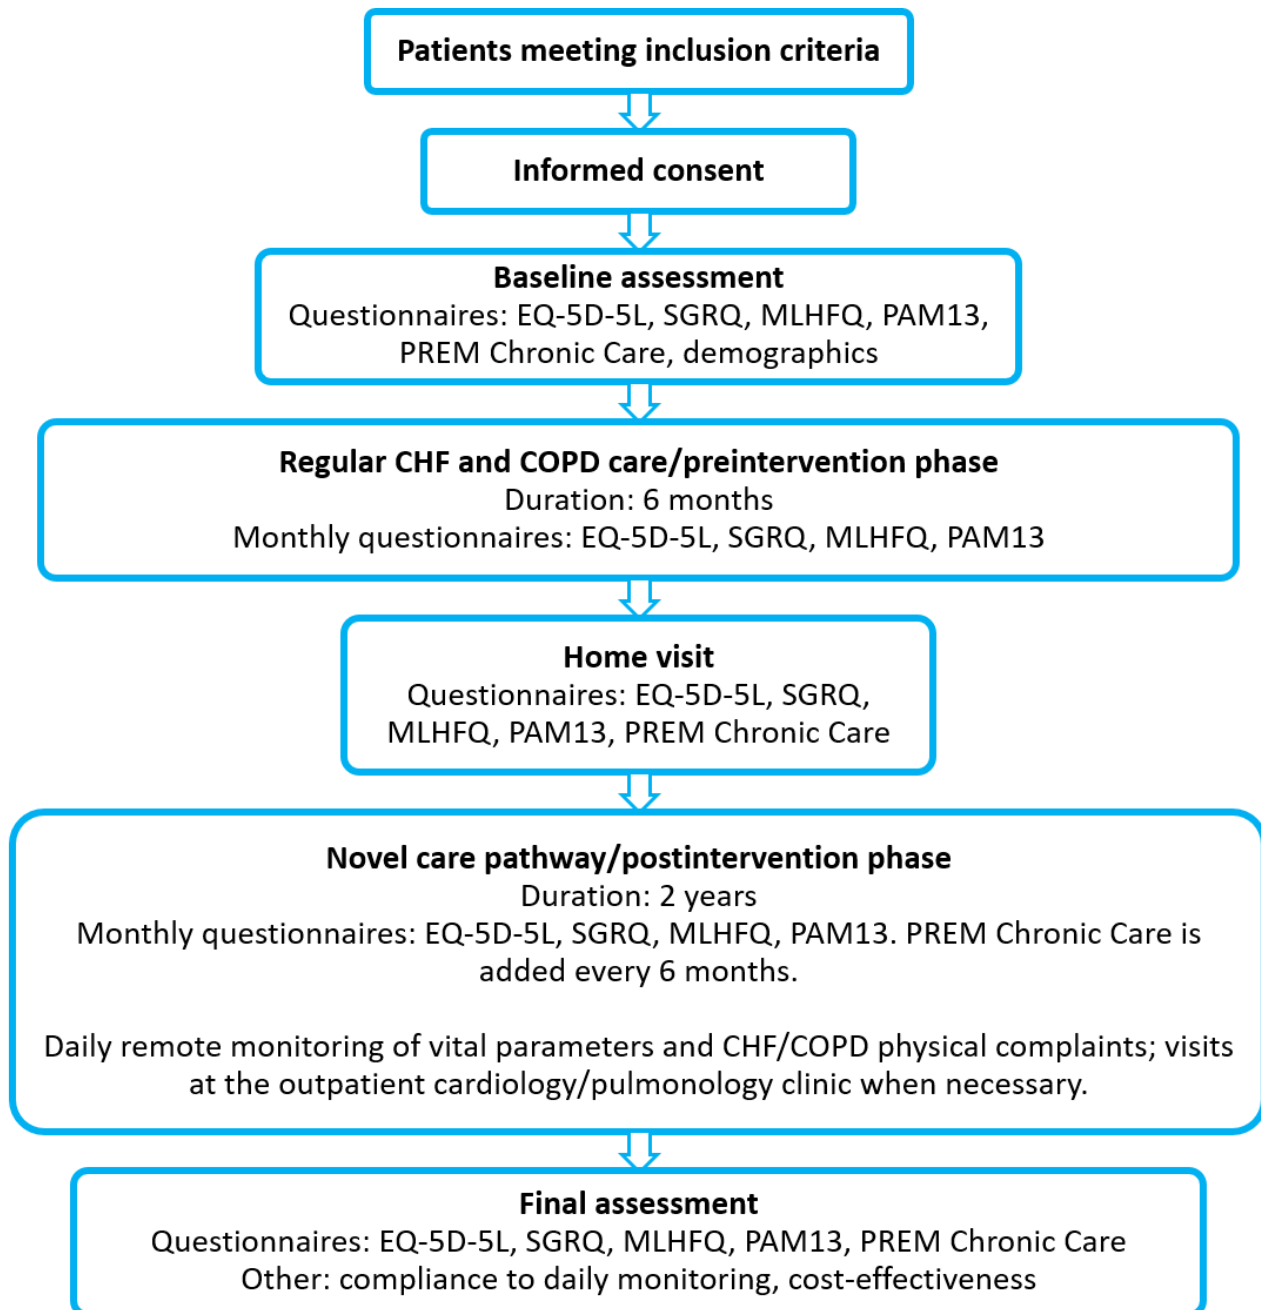 Patients meeting inclusion criteria
Informed consent
Baseline assessment
Questionnaires: EQ-5D-5L, SGRQ, MLHFQ, PAM13,
PREM Chronic Care, demographics
Regular CHF and COPD care/preintervention phase
Duration: 6 months
Monthly questionnaires: EQ-5D-5L, SGRQ, MLHFQ, PAM13
Home visit
Questionnaires: EQ-5D-5L, SGRQ,
MLHFQ, PAM13, PREM Chronic Care
Novel care pathway/postintervention phase
Duration: 2 years
Monthly questionnaires: EQ-5D-5L, SGRQ, MLHFQ, PAM13. PREM Chronic Care is
added every 6 months.
Daily remote monitoring of vital parameters and CHF/COPD physical complaints; visits
at the outpatient cardiology/pulmonology clinic when necessary.
Final assessment
Questionnaires: EQ-5D-5L, SGRQ, MLHFQ, PAM13, PREM Chronic Care
Other: compliance to daily monitoring, cost-effectiveness